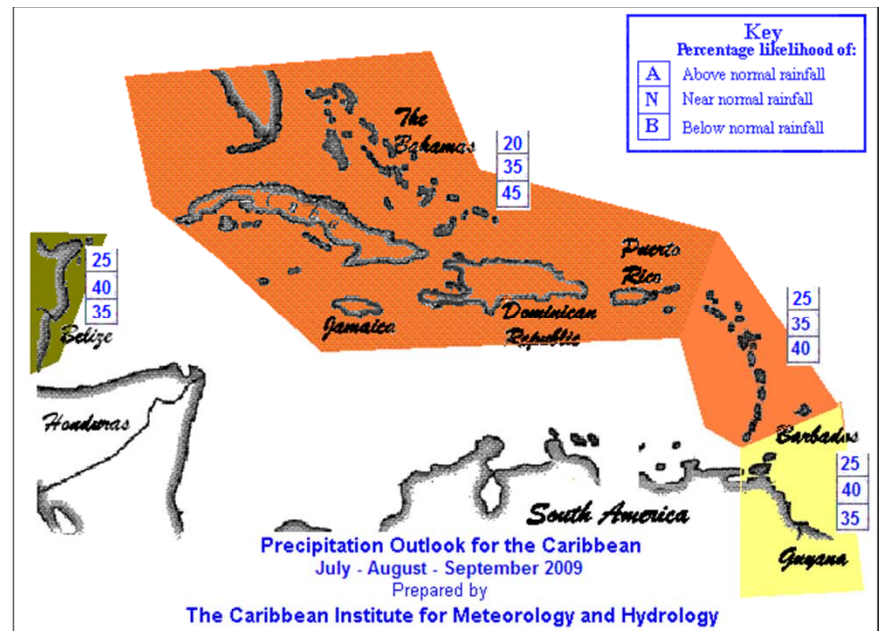 Key
Percentage likelihood of:
A Above normal rainfall
N Near normal rainfall
B Below normal rainfall
The
Bahamas
20
35
45
Puerto
Rico
25
40
35
Belize
Jamaica
Dominican
Republic
25
35
40
Honduras
Barbados
25
40
35
South America
Guyana
Precipitation Outlook for the Caribbean
July - August - September 2009
Prepared by
The Caribbean Institute for Meteorology and Hydrology